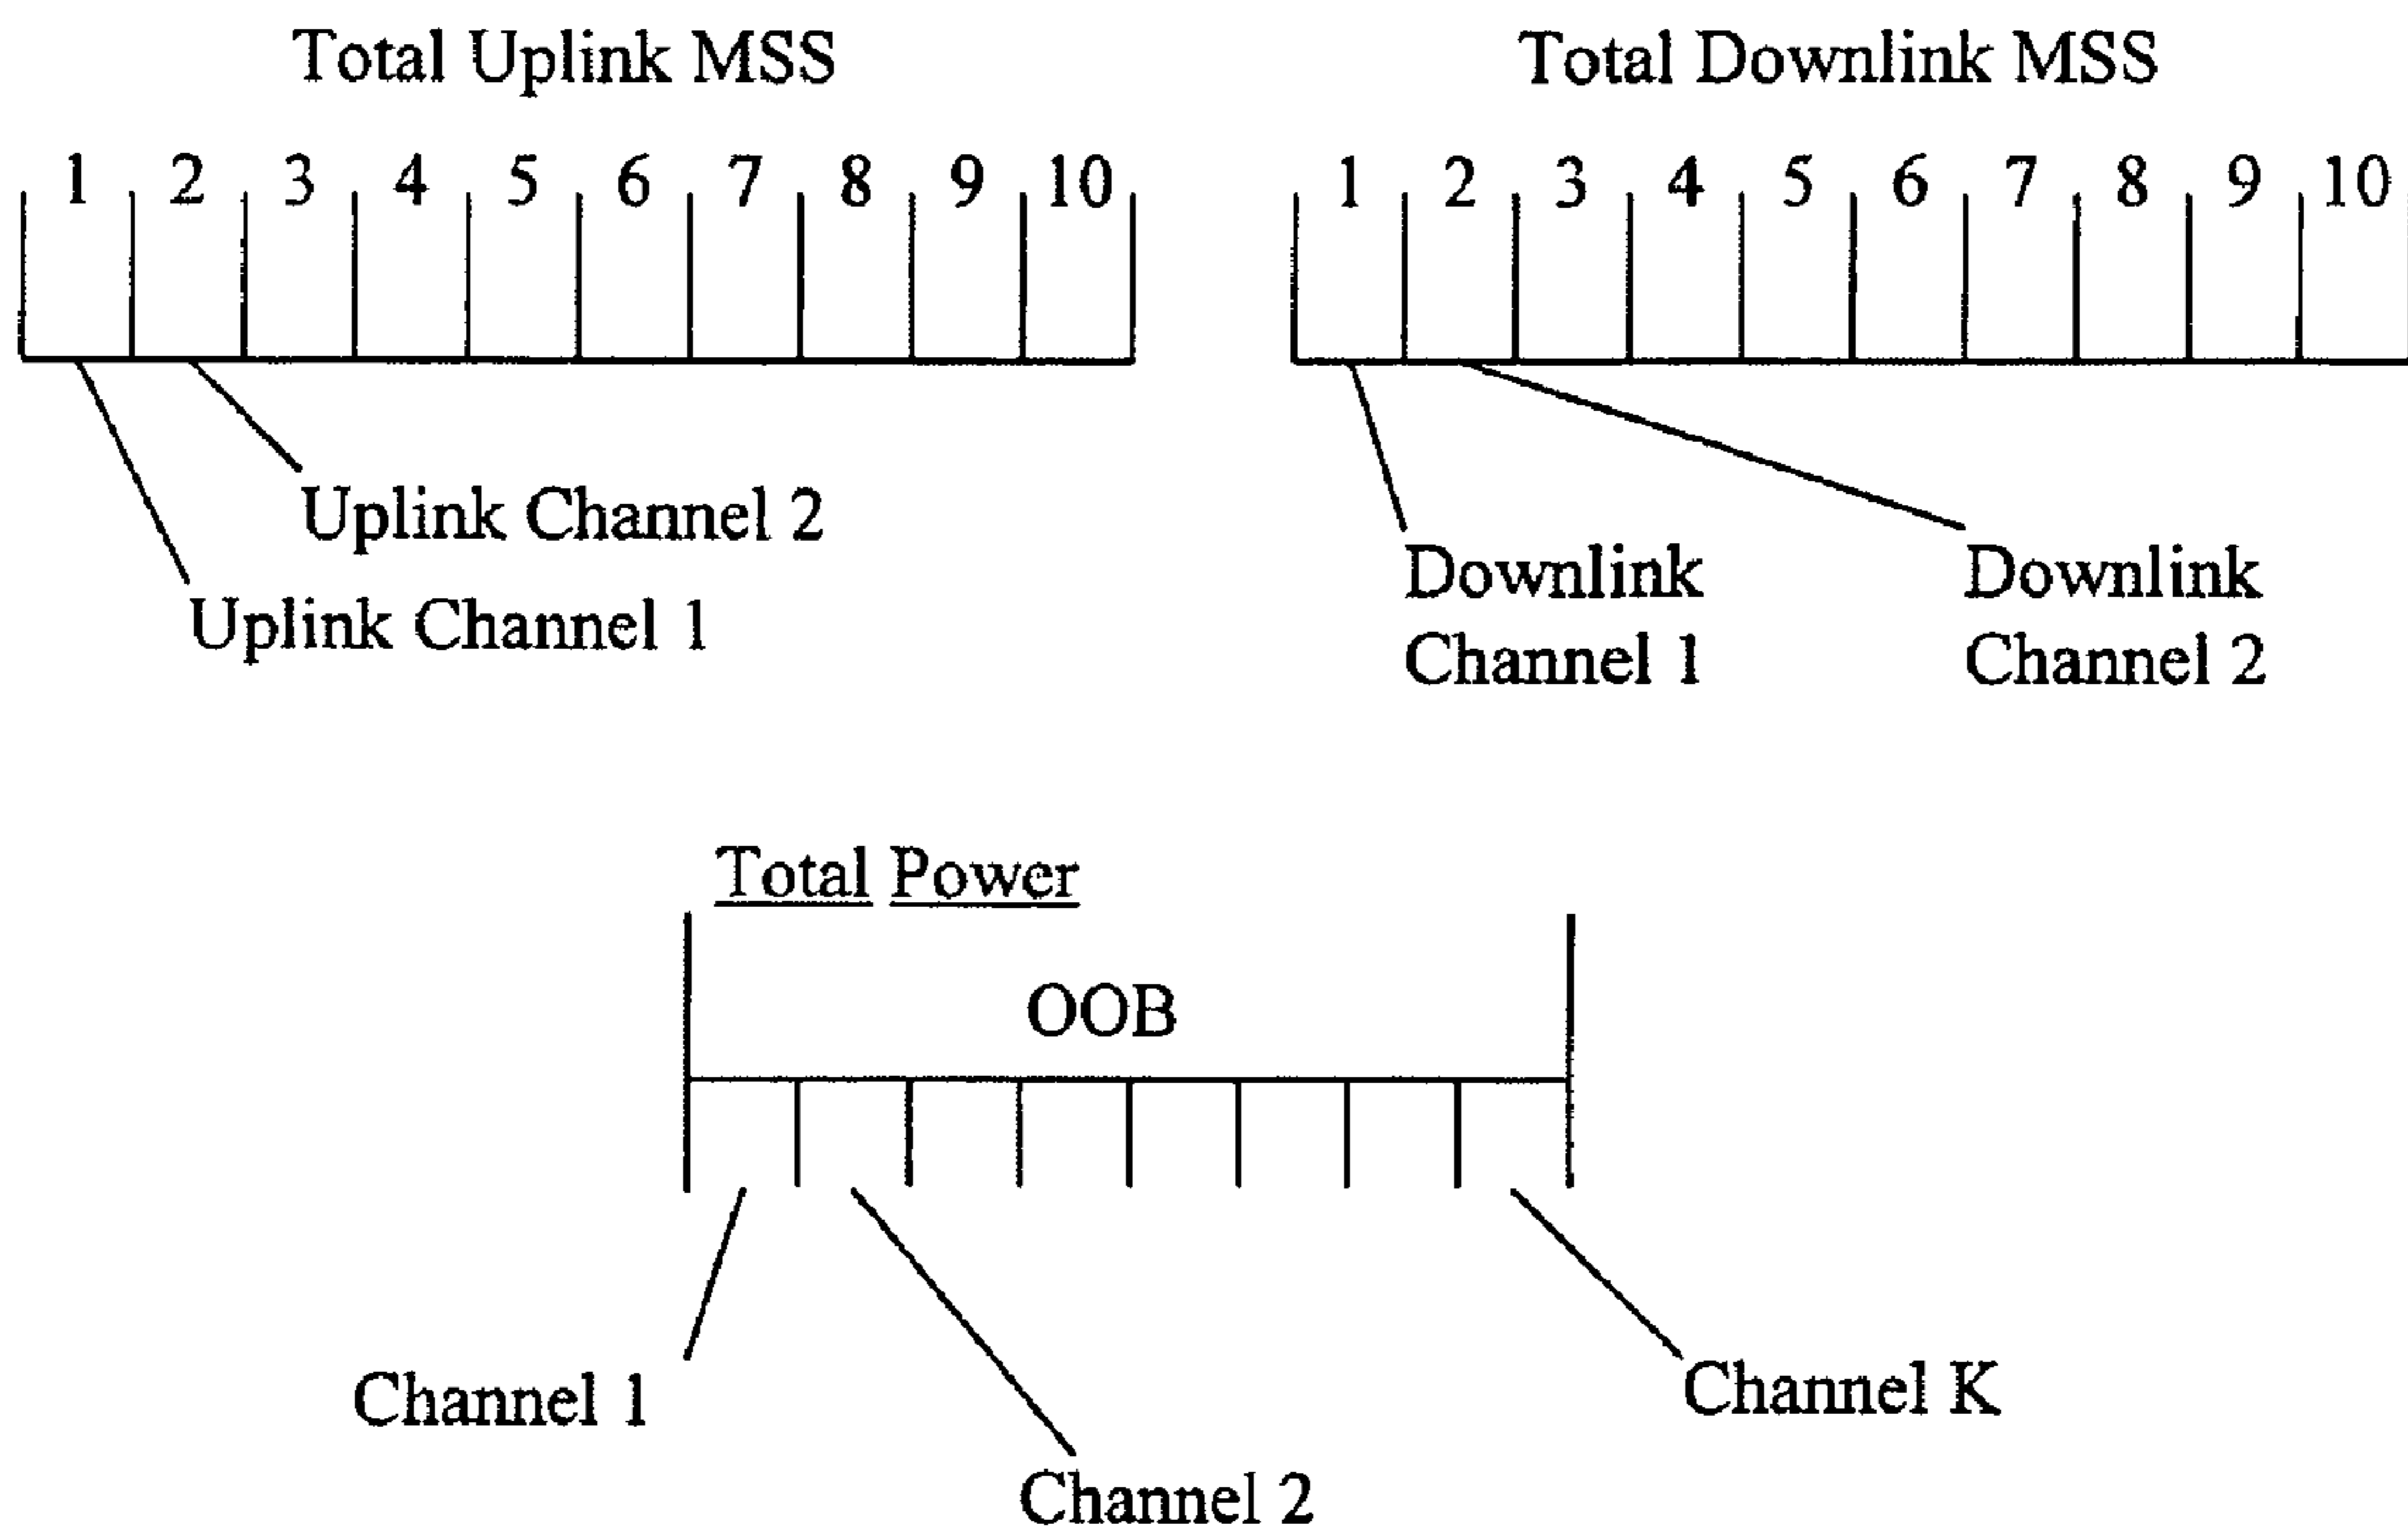 Total Uplink MSS
1 2 3 4 5 6 7 8 9 10
Uplink Channel 2
Uplink Channel 1
Total Downlink MSS
1 2 3 4 5 6 7 8 9 10
Downlink
Channel 1
Downlink
Channel 2
Total Power
OOB
Channel 1
Channel 2
Channel K